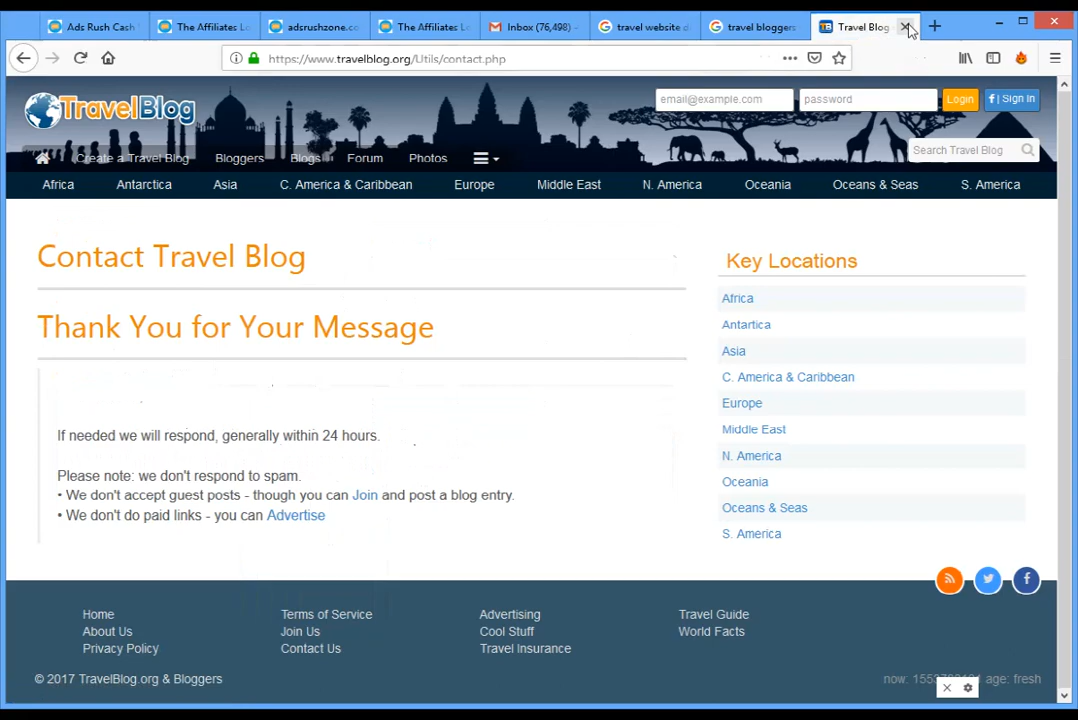 Ads Rush Cash
The Affiliates L
adsrushzone.co
The Affiliates L
Inbox (76,498)
travel website d
travel bloggers
Travel Blog
https://www.travelblog.org/Utils/contact.php
TravelBlog
email@example.com
password
Login
f | Sign In
Create a Travel Blog
Bloggers
Blogs
Forum
Photos
Search Travel Blog
Africa
Antarctica
Asia
C. America & Caribbean
Europe
Middle East
N. America
Oceania
Oceans & Seas
S. America
Contact Travel Blog
Thank You for Your Message
If needed we will respond, generally within 24 hours.
Please note: we don't respond to spam.
• We don't accept guest posts - though you can Join and post a blog entry.
• We don't do paid links - you can Advertise
Key Locations
Africa
Antartica
Asia
C. America & Caribbean
Europe
Middle East
N. America
Oceania
Oceans & Seas
S. America
Home
About Us
Privacy Policy
Terms of Service
Join Us
Contact Us
Advertising
Cool Stuff
Travel Insurance
Travel Guide
World Facts
© 2017 TravelBlog.org & Bloggers
now:
age: fresh